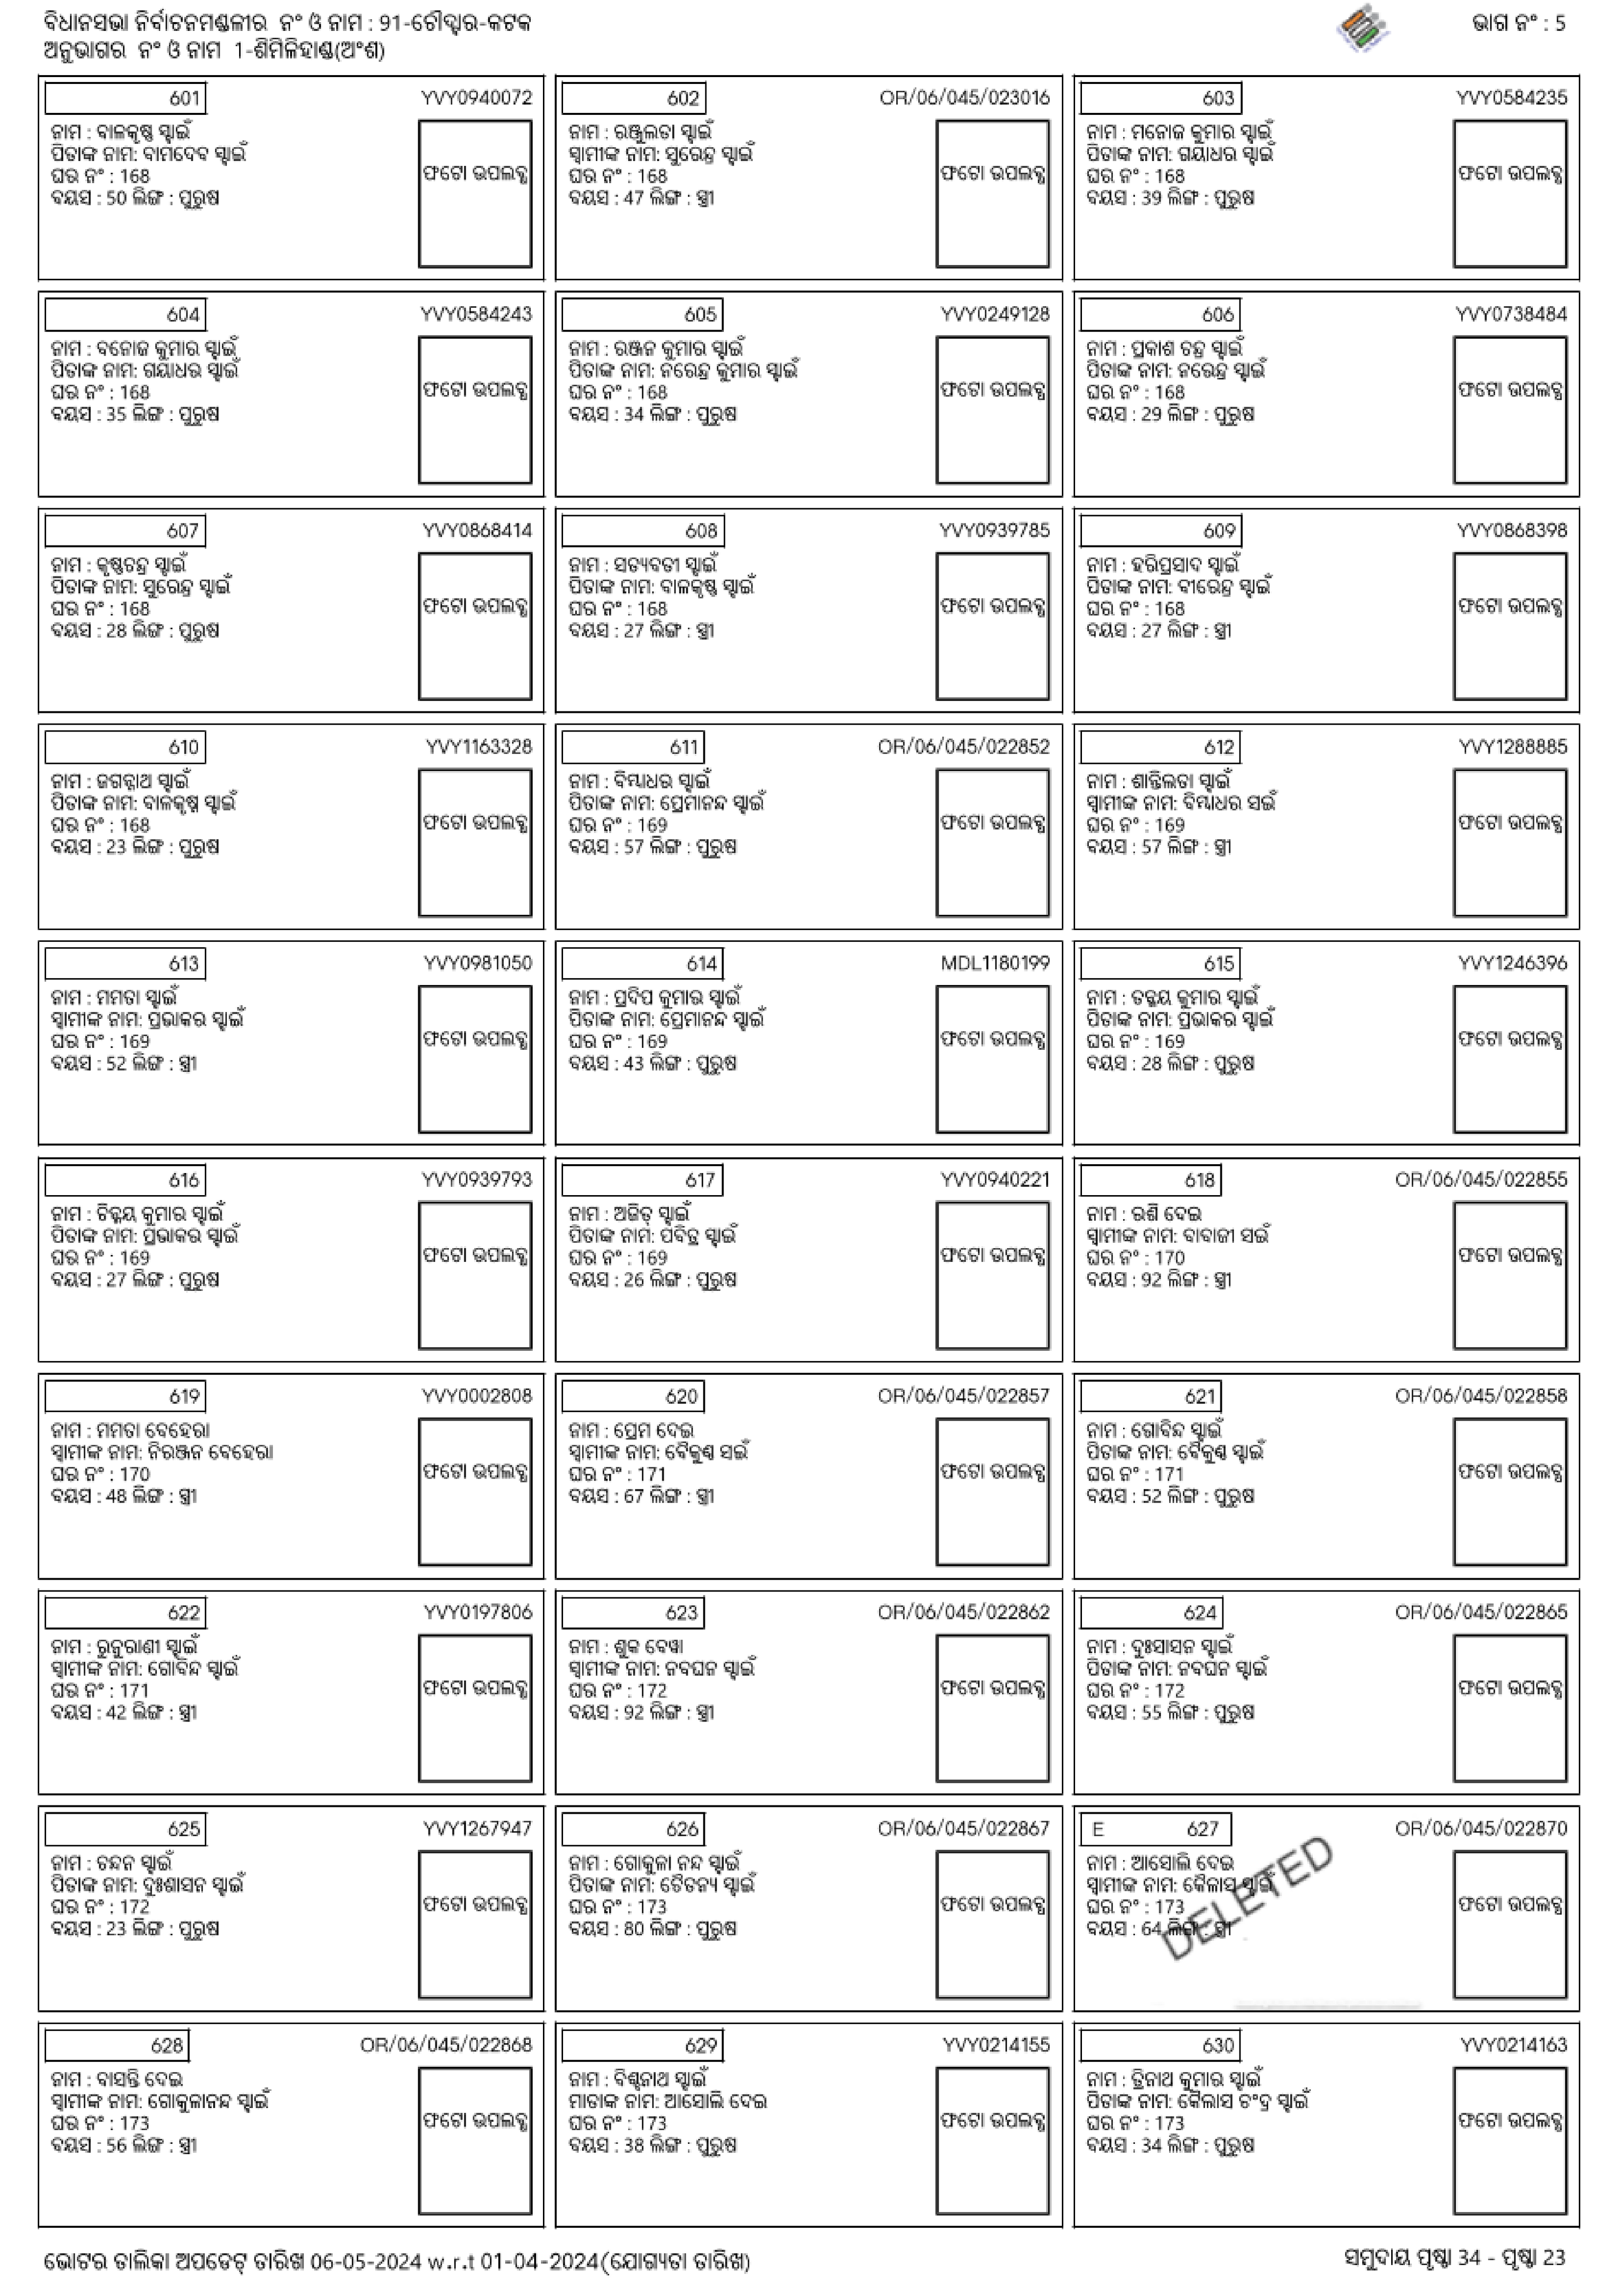 ବିଧାନସଭା ନିର୍ବାଚନମଣ୍ଡଳୀର ନଂ ଓ ନାମ : 91-ଚୌଦ୍ୱାର-କଟକ
ଅନୁଭାଗର ନଂ ଓ ନାମ 1-ଶିମିଳିହାଣ୍ଡ(ଅଂଶ)
ଭାଗ ନଂ : 5
601 YVY0940072
ନାମ : ବାଳକୃଷ୍ଣ ସ୍ବାଇଁ
ପିତାଙ୍କ ନାମ: ବାମଦେବ ସ୍ବାଇଁ
ଘର ନଂ : 168
ବୟସ : 50 ଲିଙ୍ଗ : ପୁରୁଷ
ଫଟୋ ଉପଲବ୍ଧ
602 OR/06/045/023016
ନାମ : ରଞ୍ଜୁଲତା ସ୍ବାଇଁ
ସ୍ୱାମୀଙ୍କ ନାମ: ସୁରେନ୍ଦ୍ର ସ୍ବାଇଁ
ଘର ନଂ : 168
ବୟସ : 47 ଲିଙ୍ଗ : ସ୍ତ୍ରୀ
ଫଟୋ ଉପଲବ୍ଧ
603 YVY0584235
ନାମ : ମନୋଜ କୁମାର ସ୍ବାଇଁ
ପିତାଙ୍କ ନାମ: ଗୟାଧର ସ୍ବାଇଁ
ଘର ନଂ : 168
ବୟସ : 39 ଲିଙ୍ଗ : ପୁରୁଷ
ଫଟୋ ଉପଲବ୍ଧ
604 YVY0584243
ନାମ : ବନୋଜ କୁମାର ସ୍ବାଇଁ
ପିତାଙ୍କ ନାମ: ଗୟାଧର ସ୍ବାଇଁ
ଘର ନଂ : 168
ବୟସ : 35 ଲିଙ୍ଗ : ପୁରୁଷ
ଫଟୋ ଉପଲବ୍ଧ
605 YVY0249128
ନାମ : ରଞ୍ଜନ କୁମାର ସ୍ବାଇଁ
ପିତାଙ୍କ ନାମ: ନରେନ୍ଦ୍ର କୁମାର ସ୍ବାଇଁ
ଘର ନଂ : 168
ବୟସ : 34 ଲିଙ୍ଗ : ପୁରୁଷ
ଫଟୋ ଉପଲବ୍ଧ
606 YVY0738484
ନାମ : ପ୍ରକାଶ ଚନ୍ଦ୍ର ସ୍ବାଇଁ
ପିତାଙ୍କ ନାମ: ନରେନ୍ଦ୍ର ସ୍ବାଇଁ
ଘର ନଂ : 168
ବୟସ : 29 ଲିଙ୍ଗ : ପୁରୁଷ
ଫଟୋ ଉପଲବ୍ଧ
607 YVY0868414
ନାମ : କୃଷ୍ଣଚନ୍ଦ୍ର ସ୍ବାଇଁ
ପିତାଙ୍କ ନାମ: ସୁରେନ୍ଦ୍ର ସ୍ବାଇଁ
ଘର ନଂ : 168
ବୟସ : 28 ଲିଙ୍ଗ : ପୁରୁଷ
ଫଟୋ ଉପଲବ୍ଧ
608 YVY0939785
ନାମ : ସତ୍ୟବତୀ ସ୍ବାଇଁ
ପିତାଙ୍କ ନାମ: ବାଳକୃଷ୍ଣ ସ୍ବାଇଁ
ଘର ନଂ : 168
ବୟସ : 27 ଲିଙ୍ଗ : ସ୍ତ୍ରୀ
ଫଟୋ ଉପଲବ୍ଧ
609 YVY0868398
ନାମ : ହରିପ୍ରସାଦ ସ୍ବାଇଁ
ପିତାଙ୍କ ନାମ: ବୀରେନ୍ଦ୍ର ସ୍ବାଇଁ
ଘର ନଂ : 168
ବୟସ : 27 ଲିଙ୍ଗ : ସ୍ତ୍ରୀ
ଫଟୋ ଉପଲବ୍ଧ
610 YVY1163328
ନାମ : ଜଗନ୍ନାଥ ସ୍ବାଇଁ
ପିତାଙ୍କ ନାମ: ବାଳକୃଷ୍ନ ସ୍ବାଇଁ
ଘର ନଂ : 168
ବୟସ : 23 ଲିଙ୍ଗ : ପୁରୁଷ
ଫଟୋ ଉପଲବ୍ଧ
611 OR/06/045/022852
ନାମ : ବିମ୍ବାଧର ସ୍ବାଇଁ
ପିତାଙ୍କ ନାମ: ପ୍ରେମାନନ୍ଦ ସ୍ବାଇଁ
ଘର ନଂ : 169
ବୟସ : 57 ଲିଙ୍ଗ : ପୁରୁଷ
ଫଟୋ ଉପଲବ୍ଧ
612 YVY1288885
ନାମ : ଶାନ୍ତିଲତା ସ୍ବାଇଁ
ସ୍ୱାମୀଙ୍କ ନାମ: ବିମ୍ବାଧର ସଇଁ
ଘର ନଂ : 169
ବୟସ : 57 ଲିଙ୍ଗ : ସ୍ତ୍ରୀ
ଫଟୋ ଉପଲବ୍ଧ
613 YVY0981050
ନାମ : ମମତା ସ୍ବାଇଁ
ସ୍ୱାମୀଙ୍କ ନାମ: ପ୍ରଭାକର ସ୍ବାଇଁ
ଘର ନଂ : 169
ବୟସ : 52 ଲିଙ୍ଗ : ସ୍ତ୍ରୀ
ଫଟୋ ଉପଲବ୍ଧ
614 MDL1180199
ନାମ : ପ୍ରଦିପ କୁମାର ସ୍ବାଇଁ
ପିତାଙ୍କ ନାମ: ପ୍ରେମାନନ୍ଦ ସ୍ବାଇଁ
ଘର ନଂ : 169
ବୟସ : 43 ଲିଙ୍ଗ : ପୁରୁଷ
ଫଟୋ ଉପଲବ୍ଧ
615 YVY1246396
ନାମ : ତନ୍ମୟ କୁମାର ସ୍ବାଇଁ
ପିତାଙ୍କ ନାମ: ପ୍ରଭାକର ସ୍ବାଇଁ
ଘର ନଂ : 169
ବୟସ : 28 ଲିଙ୍ଗ : ପୁରୁଷ
ଫଟୋ ଉପଲବ୍ଧ
616 YVY0939793
ନାମ : ଚିନ୍ମୟ କୁମାର ସ୍ବାଇଁ
ପିତାଙ୍କ ନାମ: ପ୍ରଭାକର ସ୍ବାଇଁ
ଘର ନଂ : 169
ବୟସ : 27 ଲିଙ୍ଗ : ପୁରୁଷ
ଫଟୋ ଉପଲବ୍ଧ
617 YVY0940221
ନାମ : ଅଜିତ୍ ସ୍ବାଇଁ
ପିତାଙ୍କ ନାମ: ପବିତ୍ର ସ୍ବାଇଁ
ଘର ନଂ : 169
ବୟସ : 26 ଲିଙ୍ଗ : ପୁରୁଷ
ଫଟୋ ଉପଲବ୍ଧ
618 OR/06/045/022855
ନାମ : ଋଶି ଦେଇ
ସ୍ୱାମୀଙ୍କ ନାମ: ବାବାଜୀ ସଇଁ
ଘର ନଂ : 170
ବୟସ : 92 ଲିଙ୍ଗ : ସ୍ତ୍ରୀ
ଫଟୋ ଉପଲବ୍ଧ
619 YVY0002808
ନାମ : ମମତା ବେହେରା
ସ୍ୱାମୀଙ୍କ ନାମ: ନିରଞ୍ଜନ ବେହେରା
ଘର ନଂ : 170
ବୟସ : 48 ଲିଙ୍ଗ : ସ୍ତ୍ରୀ
ଫଟୋ ଉପଲବ୍ଧ
620 OR/06/045/022857
ନାମ : ପ୍ରେମ ଦେଇ
ସ୍ୱାମୀଙ୍କ ନାମ: ବୈକୁଣ୍ଠ ସଇଁ
ଘର ନଂ : 171
ବୟସ : 67 ଲିଙ୍ଗ : ସ୍ତ୍ରୀ
ଫଟୋ ଉପଲବ୍ଧ
621 OR/06/045/022858
ନାମ : ଗୋବିନ୍ଦ ସ୍ବାଇଁ
ପିତାଙ୍କ ନାମ: ବୈକୁଣ୍ଠ ସ୍ବାଇଁ
ଘର ନଂ : 171
ବୟସ : 52 ଲିଙ୍ଗ : ପୁରୁଷ
ଫଟୋ ଉପଲବ୍ଧ
622 YVY0197806
ନାମ : ରୁନୁରାଣୀ ସ୍ବାଇଁ
ସ୍ୱାମୀଙ୍କ ନାମ: ଗୋବିନ୍ଦ ସ୍ବାଇଁ
ଘର ନଂ : 171
ବୟସ : 42 ଲିଙ୍ଗ : ସ୍ତ୍ରୀ
ଫଟୋ ଉପଲବ୍ଧ
623 OR/06/045/022862
ନାମ : ଶୁକ ବେୱା
ସ୍ୱାମୀଙ୍କ ନାମ: ନବଘନ ସ୍ବାଇଁ
ଘର ନଂ : 172
ବୟସ : 92 ଲିଙ୍ଗ : ସ୍ତ୍ରୀ
ଫଟୋ ଉପଲବ୍ଧ
624 OR/06/045/022865
ନାମ : ଦୁଃସାସନ ସ୍ବାଇଁ
ପିତାଙ୍କ ନାମ: ନବଘନ ସ୍ବାଇଁ
ଘର ନଂ : 172
ବୟସ : 55 ଲିଙ୍ଗ : ପୁରୁଷ
ଫଟୋ ଉପଲବ୍ଧ
625 YVY1267947
ନାମ : ଚନ୍ଦନ ସ୍ବାଇଁ
ପିତାଙ୍କ ନାମ: ଦୁଃଶାସନ ସ୍ବାଇଁ
ଘର ନଂ : 172
ବୟସ : 23 ଲିଙ୍ଗ : ପୁରୁଷ
ଫଟୋ ଉପଲବ୍ଧ
626 OR/06/045/022867
ନାମ : ଗୋକୁଳା ନନ୍ଦ ସ୍ବାଇଁ
ପିତାଙ୍କ ନାମ: ଚୈତନ୍ୟ ସ୍ବାଇଁ
ଘର ନଂ : 173
ବୟସ : 80 ଲିଙ୍ଗ : ପୁରୁଷ
ଫଟୋ ଉପଲବ୍ଧ
E 627 OR/06/045/022870
ନାମ : ଆସୋଲି ଦେଇ
ସ୍ୱାମୀଙ୍କ ନାମ: କୈଳାସ ସ୍ବାଇଁ
ଘର ନଂ : 173
ବୟସ : 64 ଲିଙ୍ଗ : ସ୍ତ୍ରୀ
ଫଟୋ ଉପଲବ୍ଧ
DELETED
628 OR/06/045/022868
ନାମ : ବାସନ୍ତି ଦେଇ
ସ୍ୱାମୀଙ୍କ ନାମ: ଗୋକୁଳାନନ୍ଦ ସ୍ବାଇଁ
ଘର ନଂ : 173
ବୟସ : 56 ଲିଙ୍ଗ : ସ୍ତ୍ରୀ
ଫଟୋ ଉପଲବ୍ଧ
629 YVY0214155
ନାମ : ବିଶ୍ୱନାଥ ସ୍ବାଇଁ
ମାତାଙ୍କ ନାମ: ଆସୋଲି ଦେଇ
ଘର ନଂ : 173
ବୟସ : 38 ଲିଙ୍ଗ : ପୁରୁଷ
ଫଟୋ ଉପଲବ୍ଧ
630 YVY0214163
ନାମ : ତ୍ରିନାଥ କୁମାର ସ୍ବାଇଁ
ପିତାଙ୍କ ନାମ: କୈଲାସ ଚଂଦ୍ର ସ୍ବାଇଁ
ଘର ନଂ : 173
ବୟସ : 34 ଲିଙ୍ଗ : ପୁରୁଷ
ଫଟୋ ଉପଲବ୍ଧ
ଭୋଟର ତାଲିକା ଅପଡେଟ୍ ତାରିଖ 06-05-2024 w.r.t 01-04-2024(ଯୋଗ୍ୟତା ତାରିଖ)
ସମୁଦାୟ ପୃଷ୍ଠା 34 - ପୃଷ୍ଠା 23